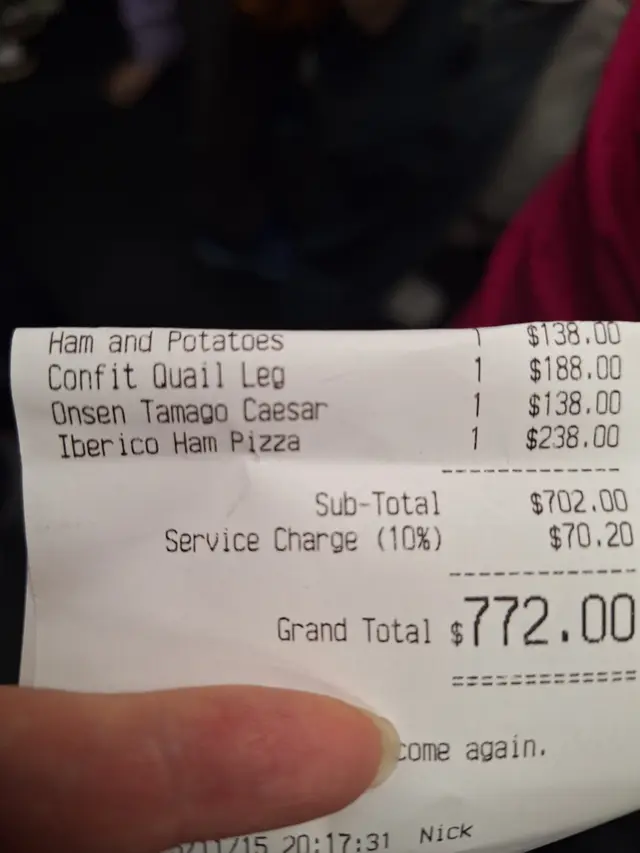 Ham and Potatoes 1 $138.00
Confit Quail Leg 1 $188.00
Onsen Tamago Caesar 1 $138.00
Iberico Ham Pizza 1 $238.00
Sub-Total $702.00
Service Charge (10%) $70.20
Grand Total $772.00
come again.
/11/15 20:17:31 Nick